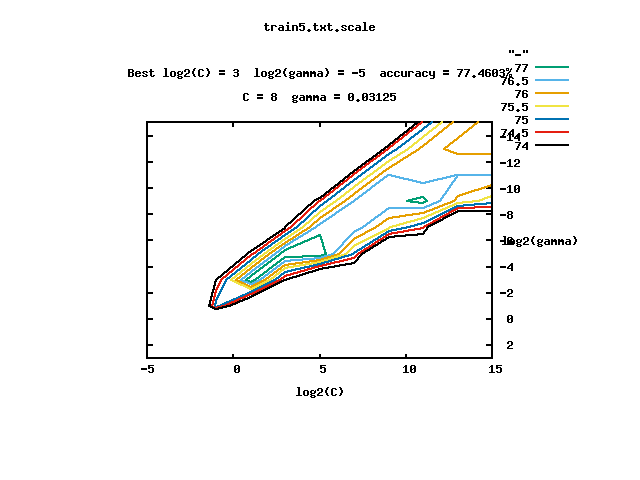 train5.txt.scale
"-"
Best log2(C) = 3  log2(gamma) = -5  accuracy = 77.4603%
77
76.5
C = 8  gamma = 0.03125
76
75.5
75
74.5
-14
74
-12
-10
-8
-6
log2(gamma)
-4
-2
0
2
-5 0 5 10 15
log2(C)